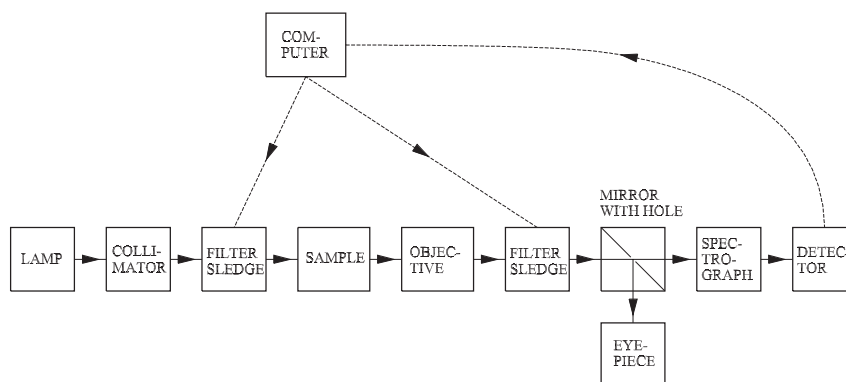 COM-
PUTER
MIRROR
WITH HOLE
LAMP
COLLI-
MATOR
FILTER
SLEDGE
SAMPLE
OBJEC-
TIVE
FILTER
SLEDGE
SPEC-
TRO-
GRAPH
DETEC-
TOR
EYE-
PIECE